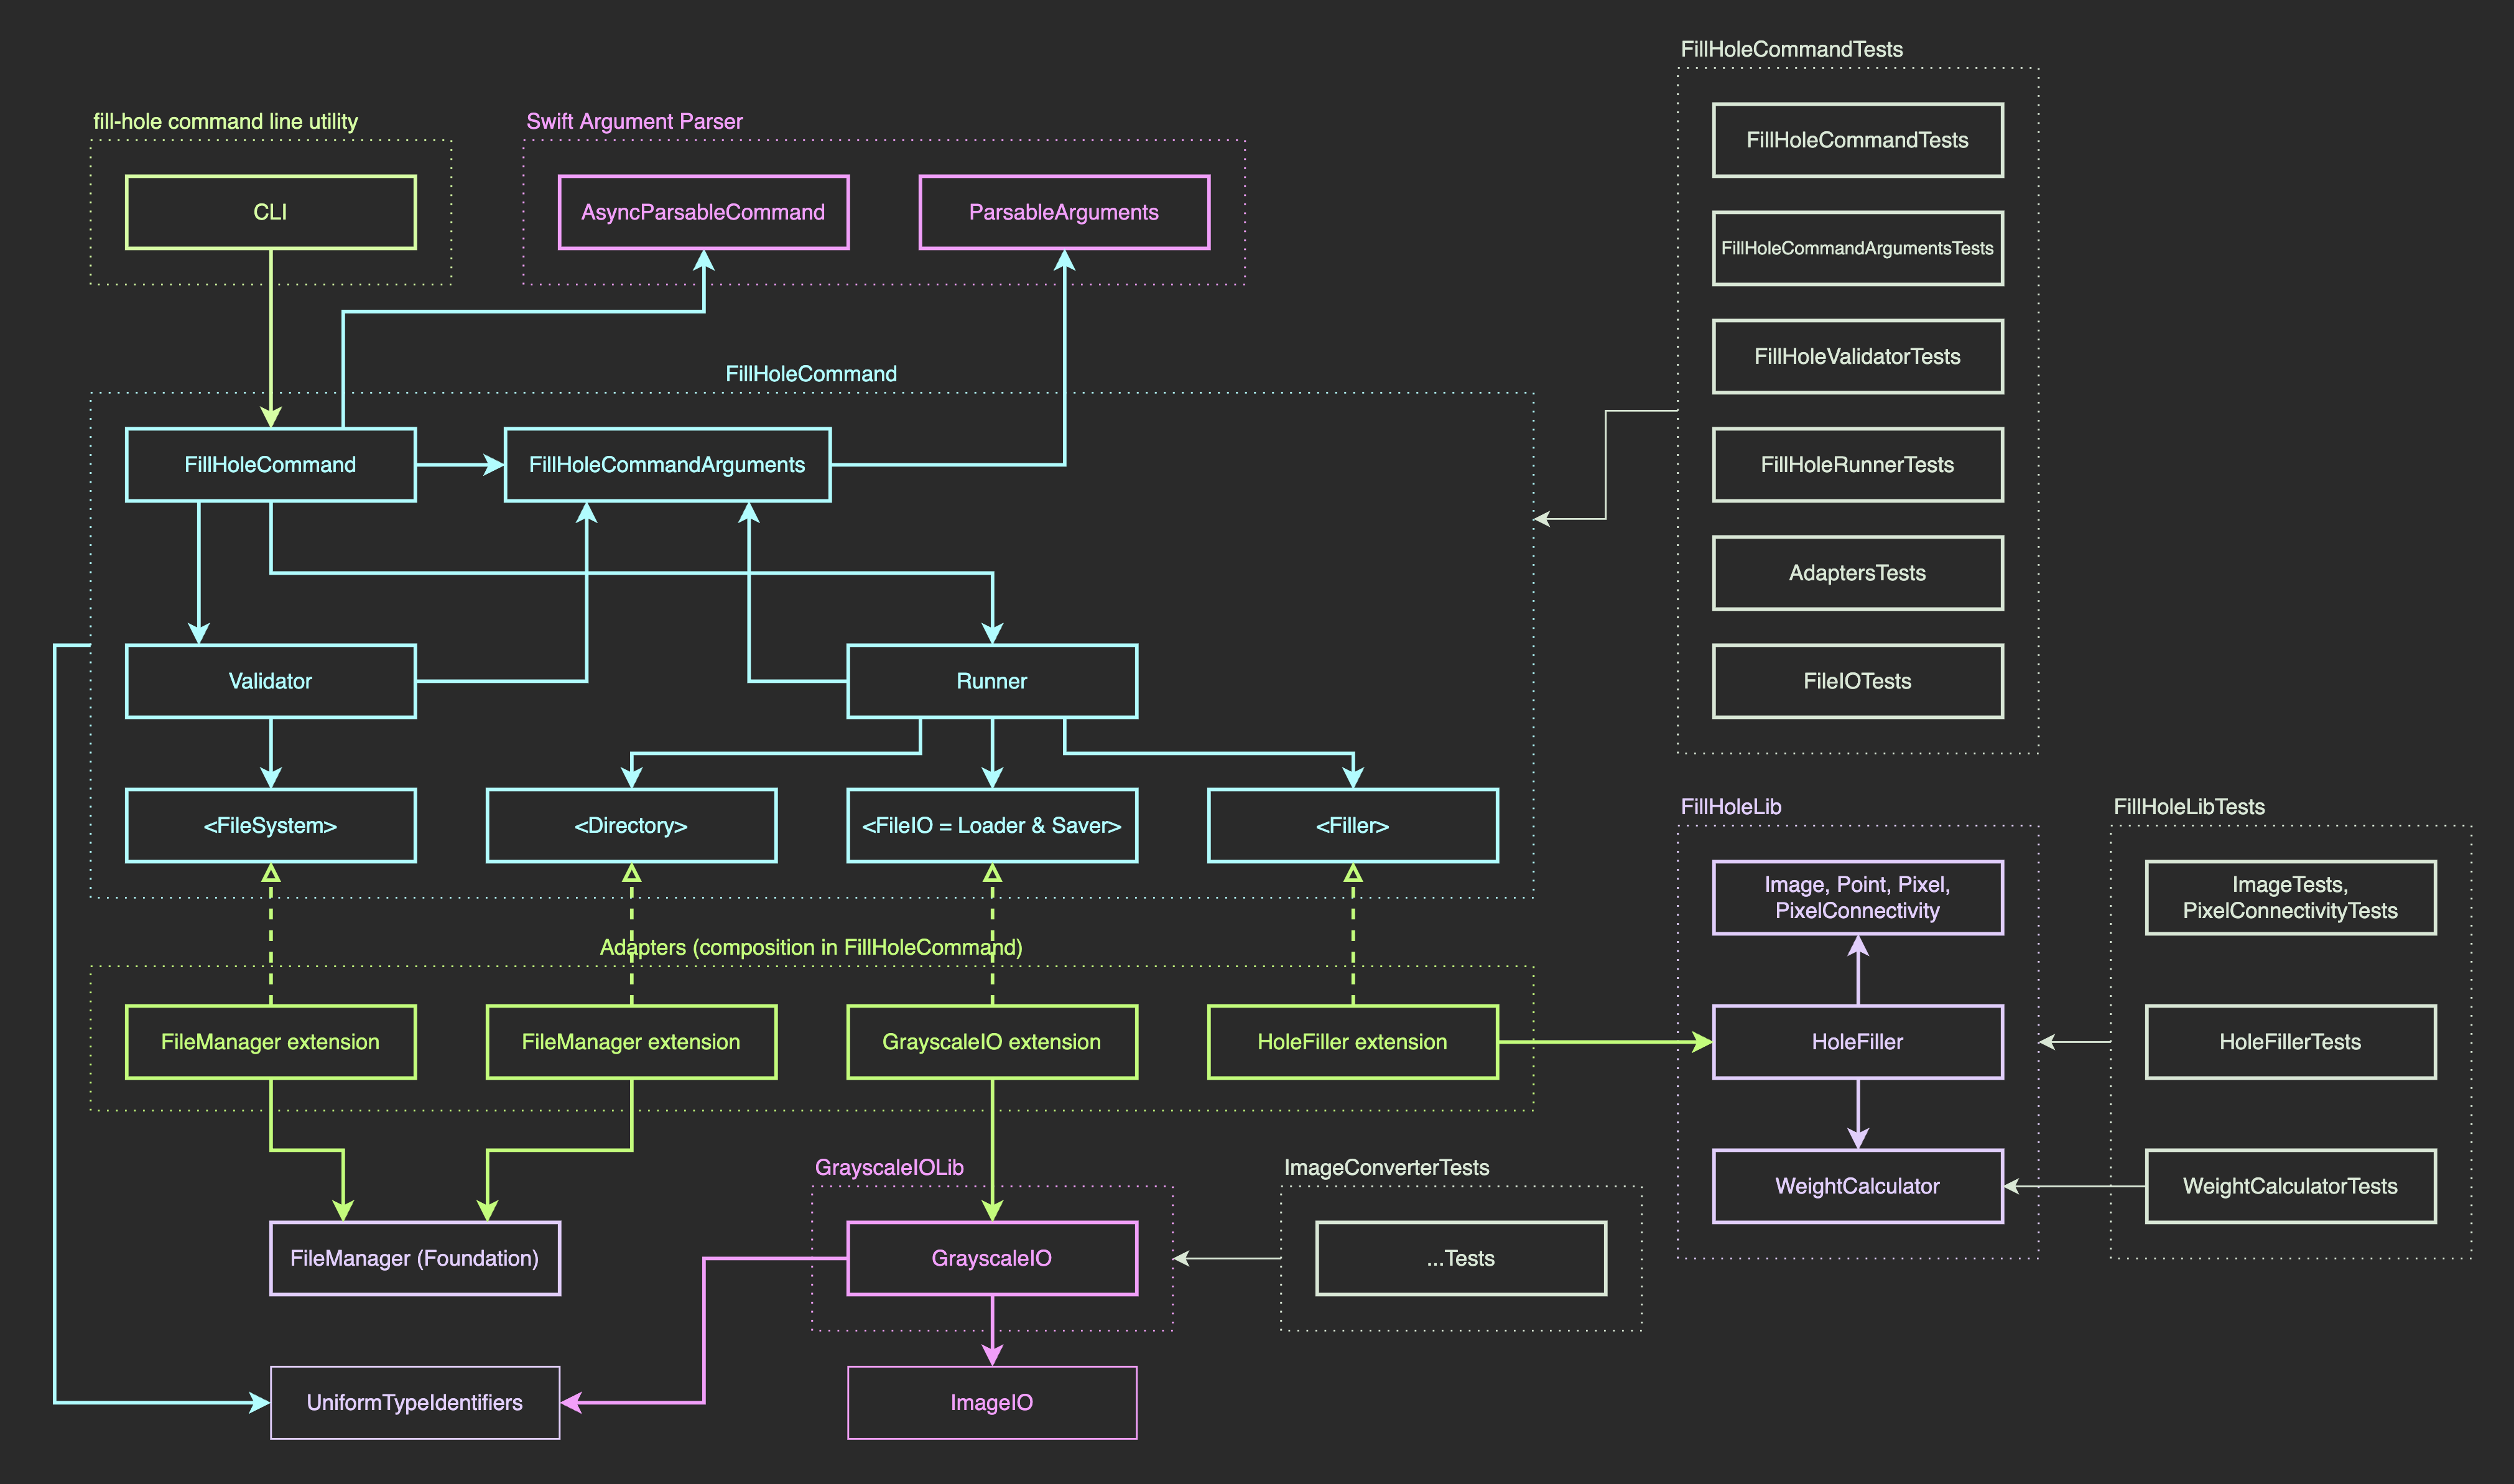 FillHoleCommandTests
FillHoleCommandTests
FillHoleCommandArgumentsTests
FillHoleValidatorTests
FillHoleRunnerTests
AdaptersTests
FileIOTests
fill-hole command line utility
CLI
Swift Argument Parser
AsyncParsableCommand
ParsableArguments
FillHoleCommand
FillHoleCommand
FillHoleCommandArguments
Validator
Runner
<FileSystem>
<Directory>
<FileIO = Loader & Saver>
<Filler>
Adapters (composition in FillHoleCommand)
FileManager extension
FileManager extension
GrayscaleIO extension
HoleFiller extension
FillHoleLib
Image, Point, Pixel,
PixelConnectivity
HoleFiller
WeightCalculator
FillHoleLibTests
ImageTests,
PixelConnectivityTests
HoleFillerTests
WeightCalculatorTests
FileManager (Foundation)
GrayscaleIOLib
GrayscaleIO
ImageConverterTests
...Tests
UniformTypeIdentifiers
ImageIO